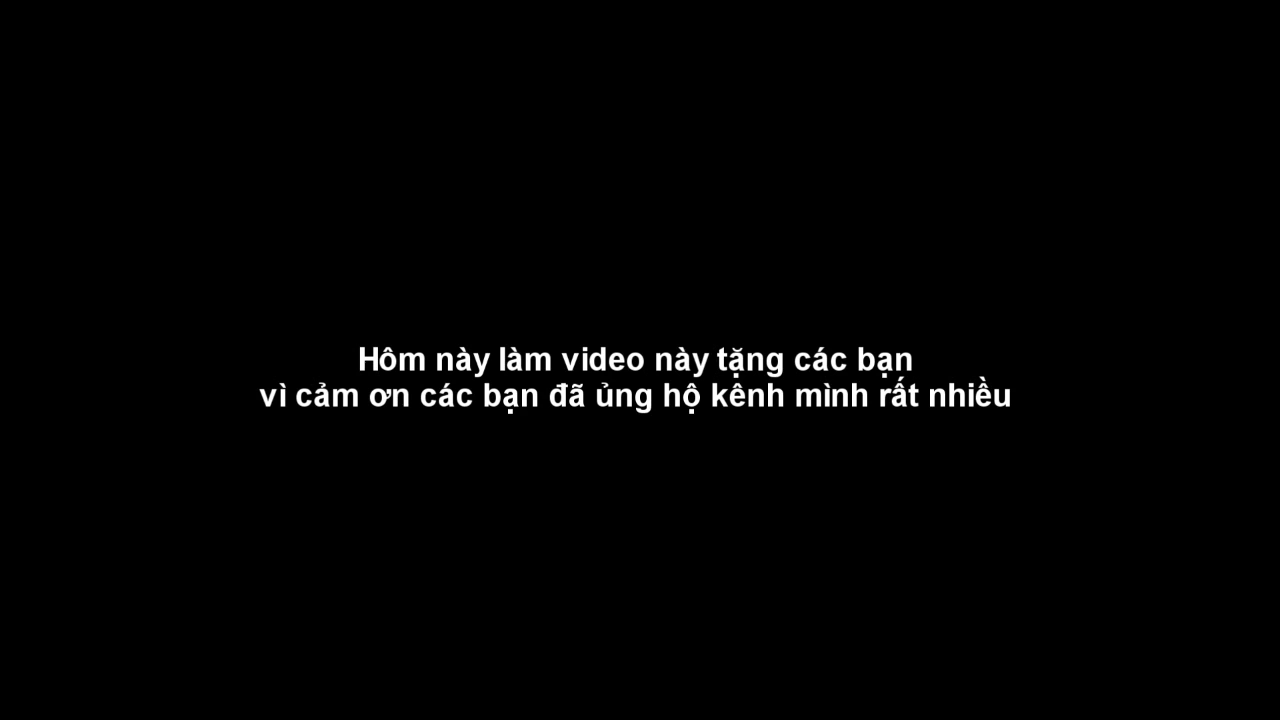 Hôm này làm video này tặng các bạn
vì cảm ơn các bạn đã ủng hộ kênh mình rất nhiều